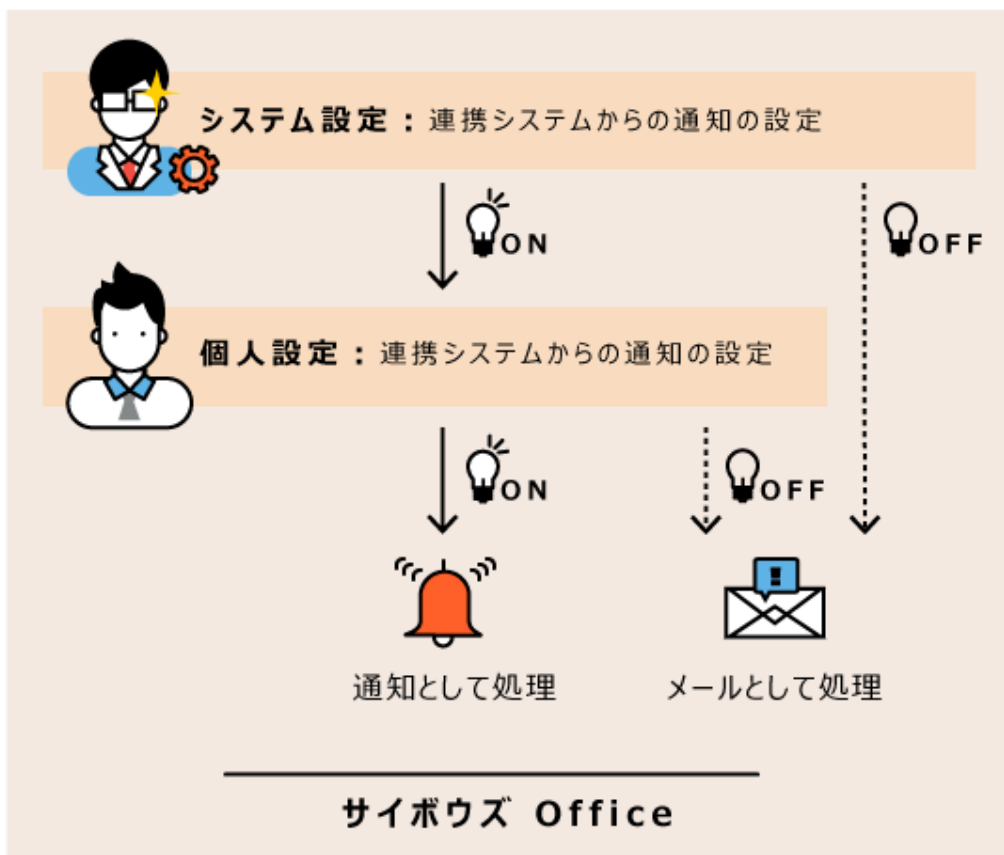 システム設定：連携システムからの通知の設定
ON
OFF
個人設定：連携システムからの通知の設定
ON
OFF
!
通知として処理
メールとして処理
サイボウズ Office